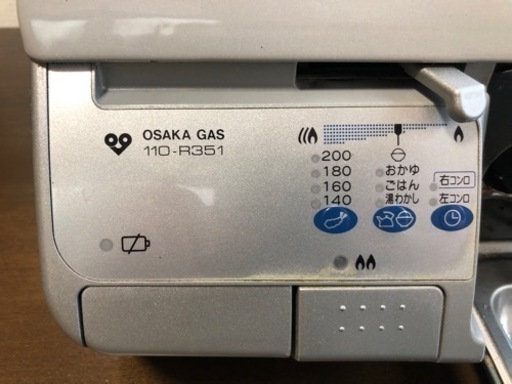 OSAKA GAS
110-R351
200
180
160
140
おかゆ
ごはん
湯わかし
右コンロ
左コンロ